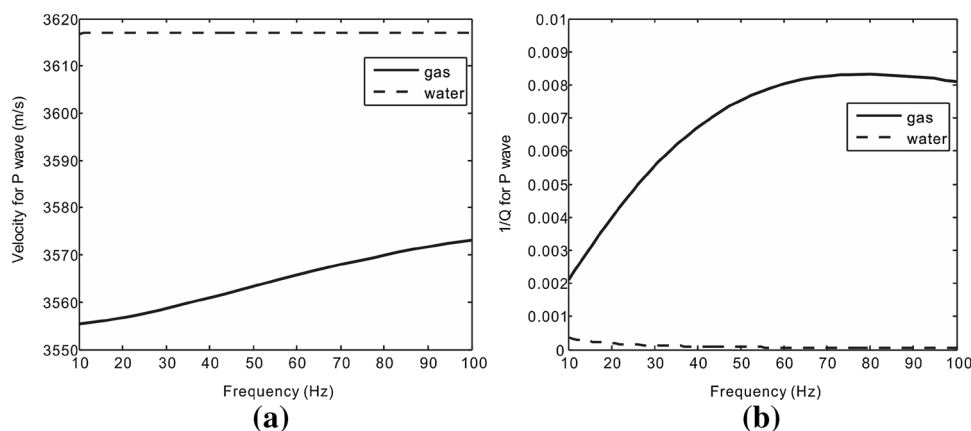 3620
3610
3600
3590
3580
3570
3560
3550
Velocity for P wave (m/s)
gas
water
10 20 30 40 50 60 70 80 90 100
Frequency (Hz)
(a)
0.01
0.009
0.008
0.007
0.006
0.005
0.004
0.003
0.002
0.001
0
1/Q for P wave
gas
water
10 20 30 40 50 60 70 80 90 100
Frequency (Hz)
(b)